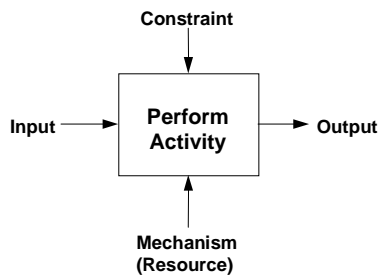 Constraint
Input
Perform
Activity
Output
Mechanism
(Resource)